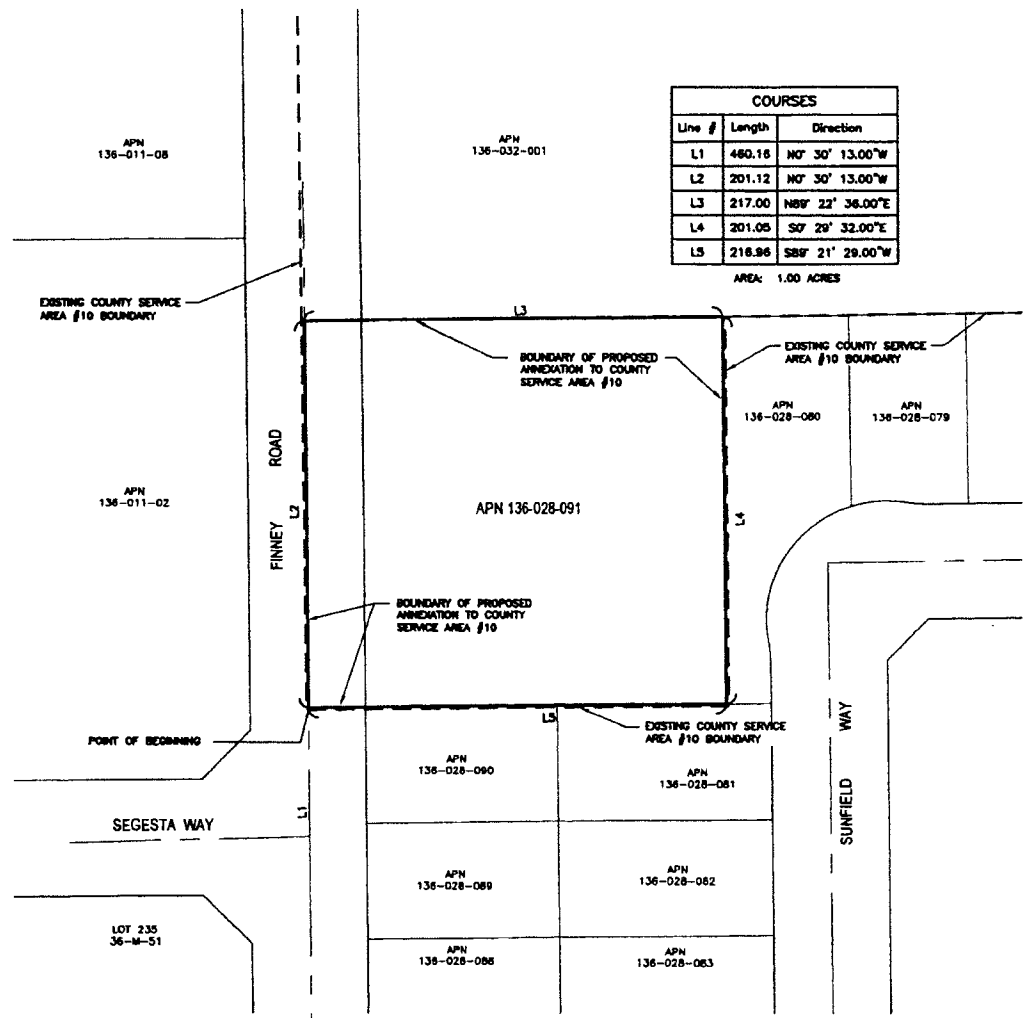 COURSES
Line # Length Direction
L1 460.16 N0° 30' 13.00"W
L2 201.12 N0° 30' 13.00"W
L3 217.00 N89° 22' 36.00"E
L4 201.05 S0° 29' 32.00"E
L5 216.96 S89° 21' 29.00"W
AREA: 1.00 ACRES
APN
136-011-08
APN
136-032-001
EXISTING COUNTY SERVICE
AREA #10 BOUNDARY
L3
BOUNDARY OF PROPOSED
ANNEXATION TO COUNTY
SERVICE AREA #10
EXISTING COUNTY SERVICE
AREA #10 BOUNDARY
APN
136-028-080
APN
136-028-079
APN
136-011-02
FINNEY ROAD
L2
APN 136-028-091
L4
BOUNDARY OF PROPOSED
ANNEXATION TO COUNTY
SERVICE AREA #10
POINT OF BEGINNING
L5
EXISTING COUNTY SERVICE
AREA #10 BOUNDARY
APN
136-028-090
APN
136-028-081
L1
SEGESTA WAY
SUNFIELD WAY
APN
136-028-089
APN
136-028-082
LOT 235
36-M-51
APN
136-028-088
APN
136-028-083